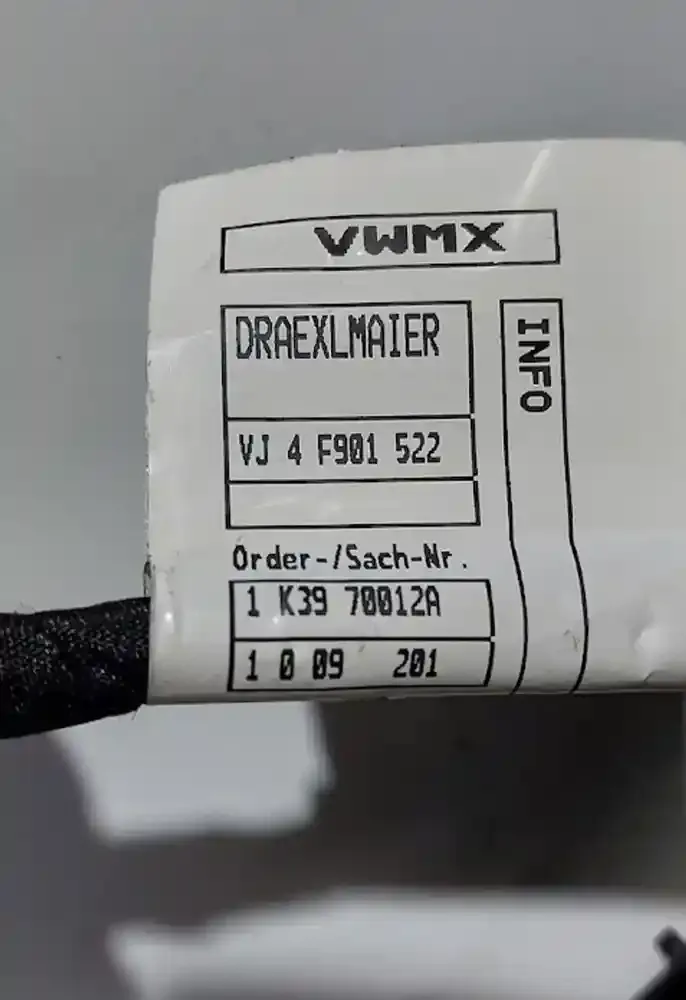 VWMX
DRAEXLMAIER
INFO
VJ 4 F901 522
Order-/Sach-Nr.
1 K39 70012A
1 0 09 201